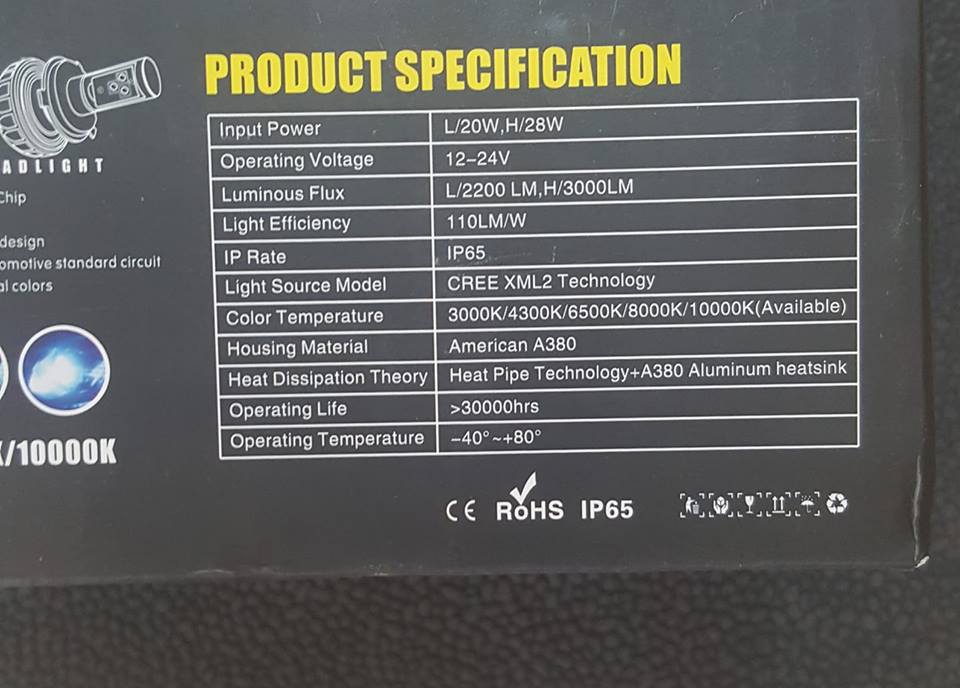 PRODUCT SPECIFICATION
Input Power L/20W,H/28W
Operating Voltage 12–24V
Luminous Flux L/2200 LM,H/3000LM
Light Efficiency 110LM/W
IP Rate IP65
Light Source Model CREE XML2 Technology
Color Temperature 3000K/4300K/6500K/8000K/10000K(Available)
Housing Material American A380
Heat Dissipation Theory Heat Pipe Technology+A380 Aluminum heatsink
Operating Life >30000hrs
Operating Temperature –40°~+80°
CE RoHS IP65
ADLIGHT
Chip
design
omotive standard circuit
al colors
/10000K